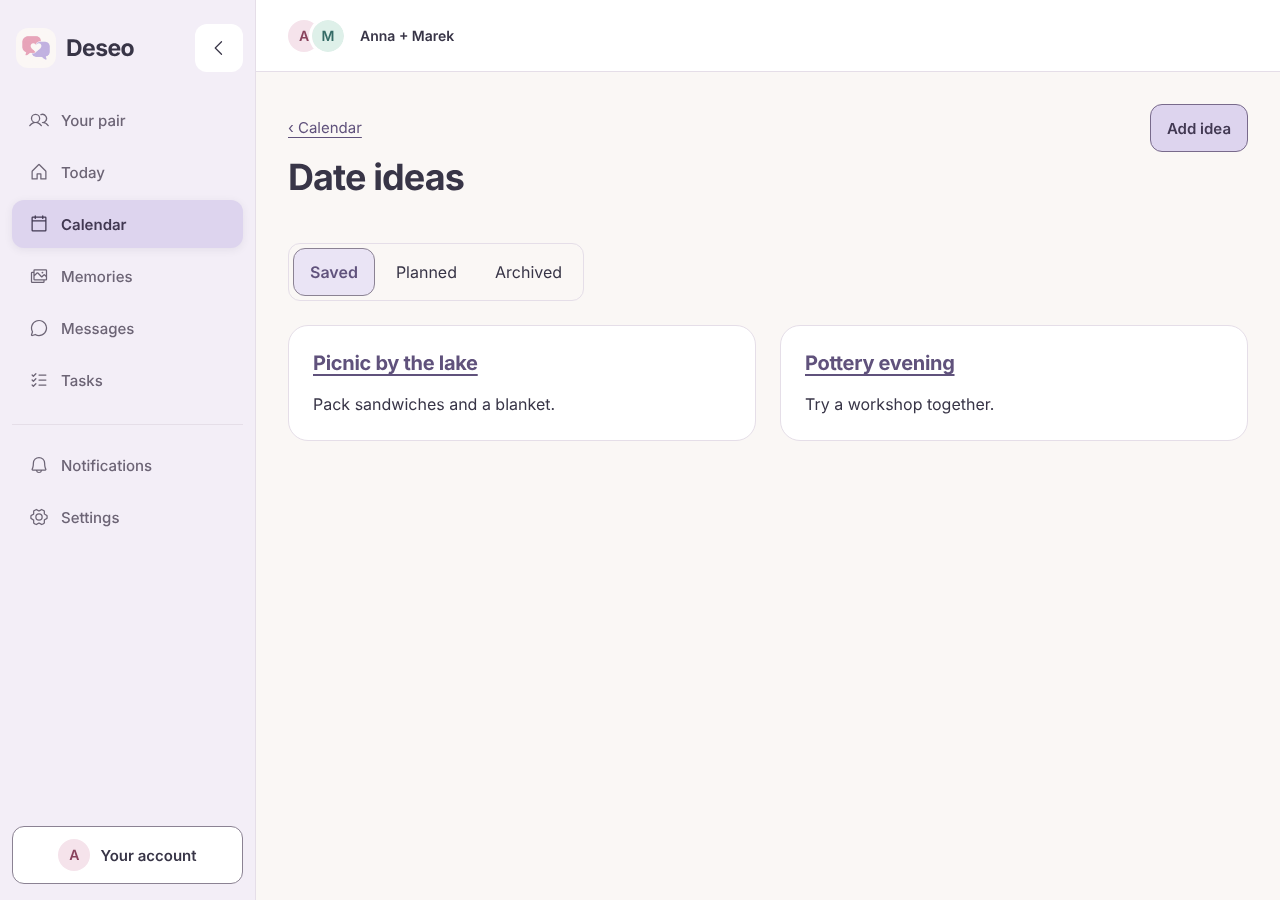 Deseo
Your pair
Today
Calendar
Memories
Messages
Tasks
Notifications
Settings
A Your account
A M Anna + Marek
‹ Calendar
Add idea
Date ideas
Saved Planned Archived
Picnic by the lake
Pack sandwiches and a blanket.
Pottery evening
Try a workshop together.